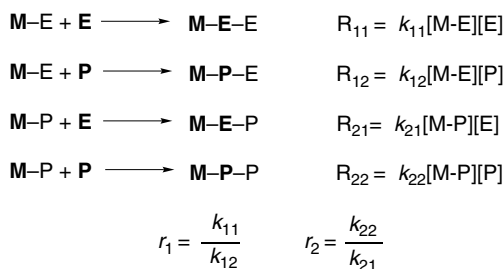 M–E + E ⟶ M–E–E R₁₁ = k₁₁[M-E][E]
M–E + P ⟶ M–P–E R₁₂ = k₁₂[M-E][P]
M–P + E ⟶ M–E–P R₂₁= k₂₁[M-P][E]
M–P + P ⟶ M–P–P R₂₂ = k₂₂[M-P][P]
r₁ = k₁₁/k₁₂ r₂ = k₂₂/k₂₁